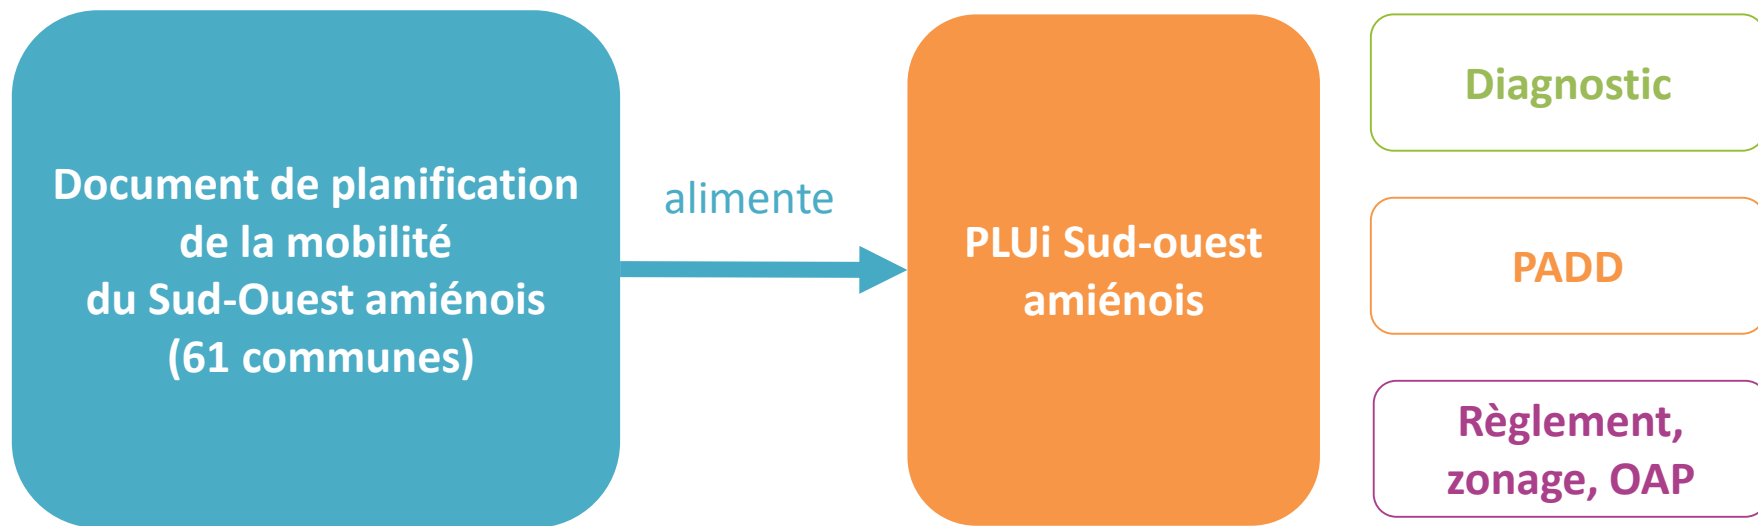 Document de planification
de la mobilité
du Sud-Ouest amiénois
(61 communes)
alimente
PLUi Sud-ouest
amiénois
Diagnostic
PADD
Règlement,
zonage, OAP